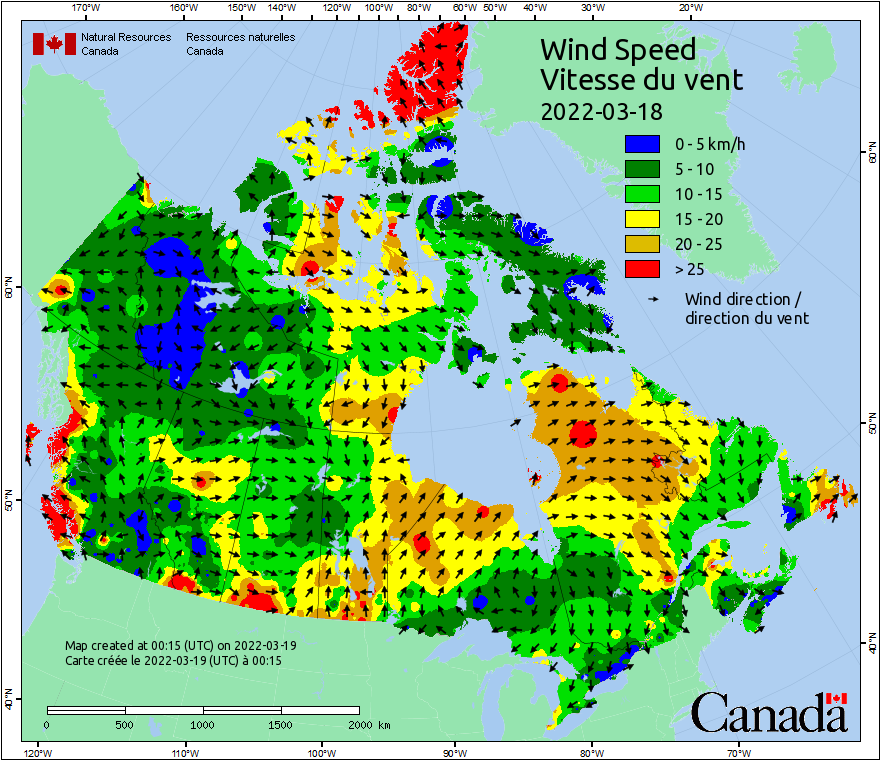 170°W 160°W 150°W 140°W 130°W 120°W 110°W 100°W 90°W 80°W 70°W 60°W 50°W 40°W 30°W 20°W
Natural Resources Canada
Ressources naturelles Canada
Wind Speed
Vitesse du vent
2022-03-18
0 - 5 km/h
5 - 10
10 - 15
15 - 20
20 - 25
> 25
Wind direction /
direction du vent
60°N
60°N
50°N
50°N
40°N
40°N
Map created at 00:15 (UTC) on 2022-03-19
Carte créée le 2022-03-19 (UTC) à 00:15
0 500 1000 1500 2000 km
Canada
120°W 110°W 100°W 90°W 80°W 70°W